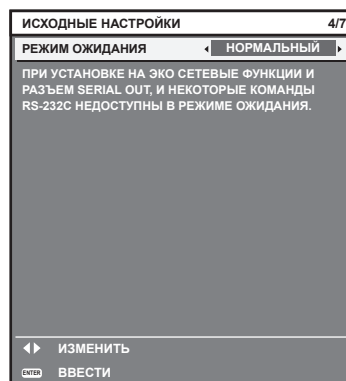 ИСХОДНЫЕ НАСТРОЙКИ 4/7
РЕЖИМ ОЖИДАНИЯ НОРМАЛЬНЫЙ
ПРИ УСТАНОВКЕ НА ЭКО СЕТЕВЫЕ ФУНКЦИИ И
РАЗЪЕМ SERIAL OUT, И НЕКОТОРЫЕ КОМАНДЫ
RS-232C НЕДОСТУПНЫ В РЕЖИМЕ ОЖИДАНИЯ.
ИЗМЕНИТЬ
ENTER ВВЕСТИ